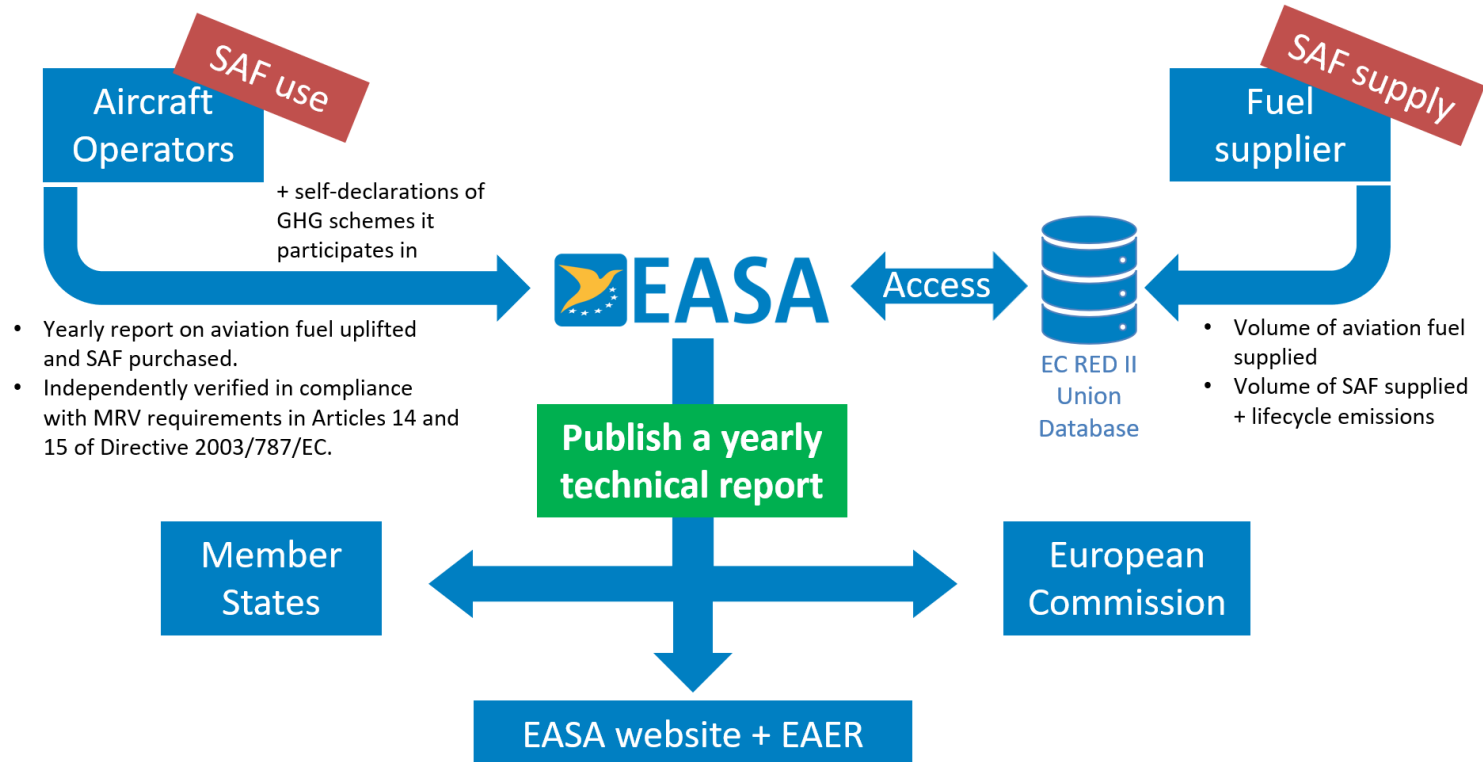 SAF use
Aircraft
Operators
SAF supply
Fuel
supplier
+ self-declarations of
GHG schemes it
participates in
EASA
Access
• Yearly report on aviation fuel uplifted
and SAF purchased.
• Independently verified in compliance
with MRV requirements in Articles 14 and
15 of Directive 2003/787/EC.
EC RED II
Union
Database
• Volume of aviation fuel
supplied
• Volume of SAF supplied
+ lifecycle emissions
Publish a yearly
technical report
Member
States
European
Commission
EASA website + EAER